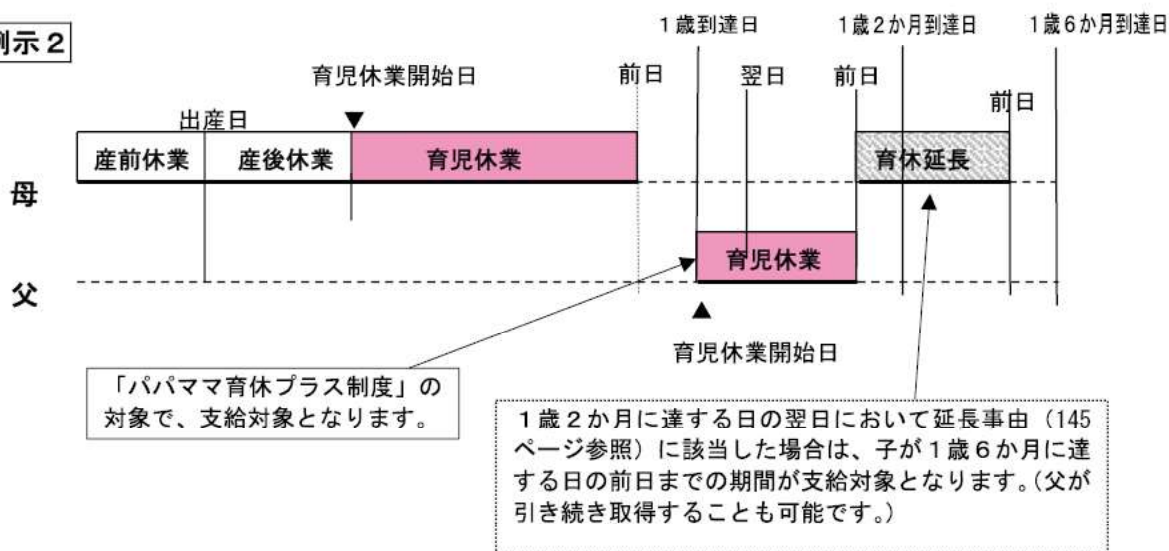 例示２
１歳到達日
１歳２か月到達日
１歳６か月到達日
育児休業開始日
前日
翌日
前日
前日
出産日
産前休業
産後休業
育児休業
育休延長
母
育児休業
父
育児休業開始日
「パパママ育休プラス制度」の
対象で、支給対象となります。
１歳２か月に達する日の翌日において延長事由（145
ページ参照）に該当した場合は、子が１歳６か月に達
する日の前日までの期間が支給対象となります。（父が
引き続き取得することも可能です。）